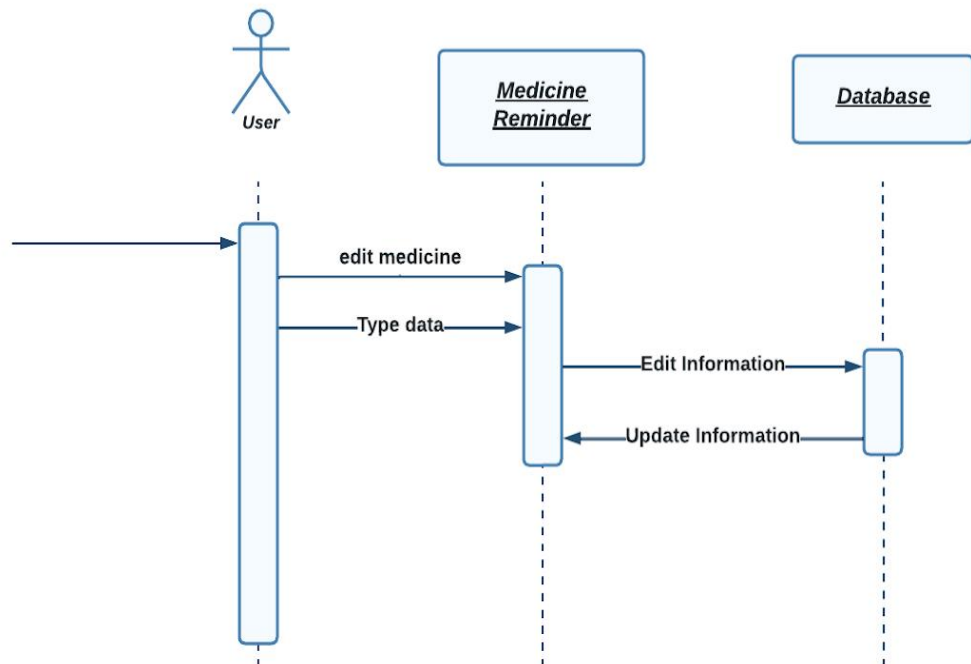 User
Medicine
Reminder
Database
edit medicine
Type data
Edit Information
Update Information